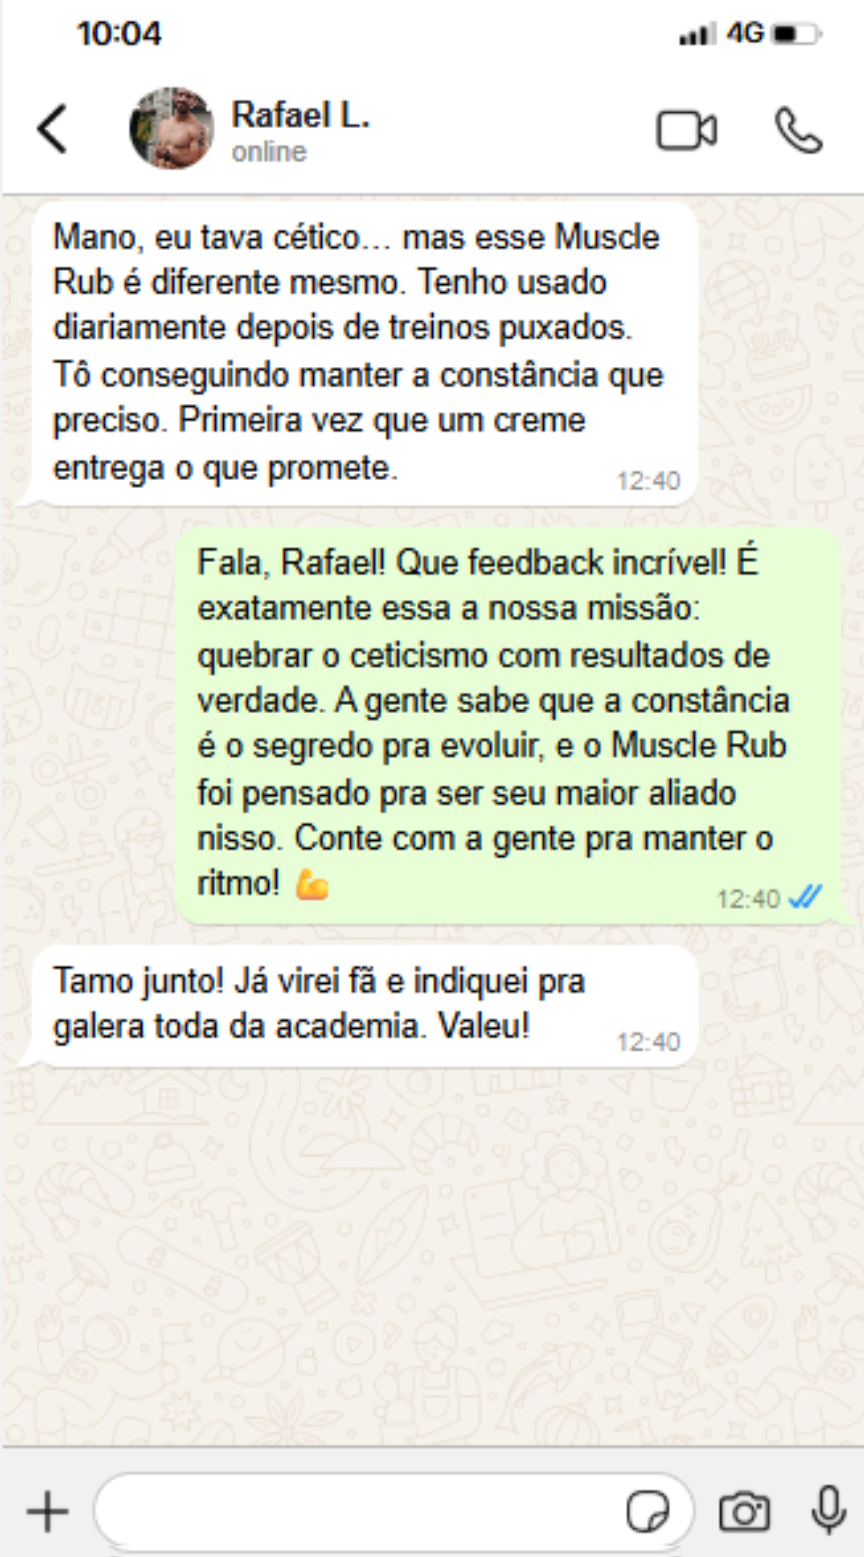 10:04
4G
Rafael L.
online
Mano, eu tava cético... mas esse Muscle
Rub é diferente mesmo. Tenho usado
diariamente depois de treinos puxados.
Tô conseguindo manter a constância que
preciso. Primeira vez que um creme
entrega o que promete.
12:40
Fala, Rafael! Que feedback incrível! É
exatamente essa a nossa missão:
quebrar o ceticismo com resultados de
verdade. A gente sabe que a constância
é o segredo pra evoluir, e o Muscle Rub
foi pensado pra ser seu maior aliado
nisso. Conte com a gente pra manter o
ritmo! 💪
12:40
Tamo junto! Já virei fã e indiquei pra
galera toda da academia. Valeu!
12:40